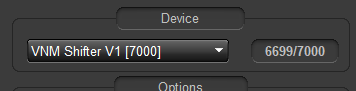 Device
VNM Shifter V1 [7000]
6699/7000
Options